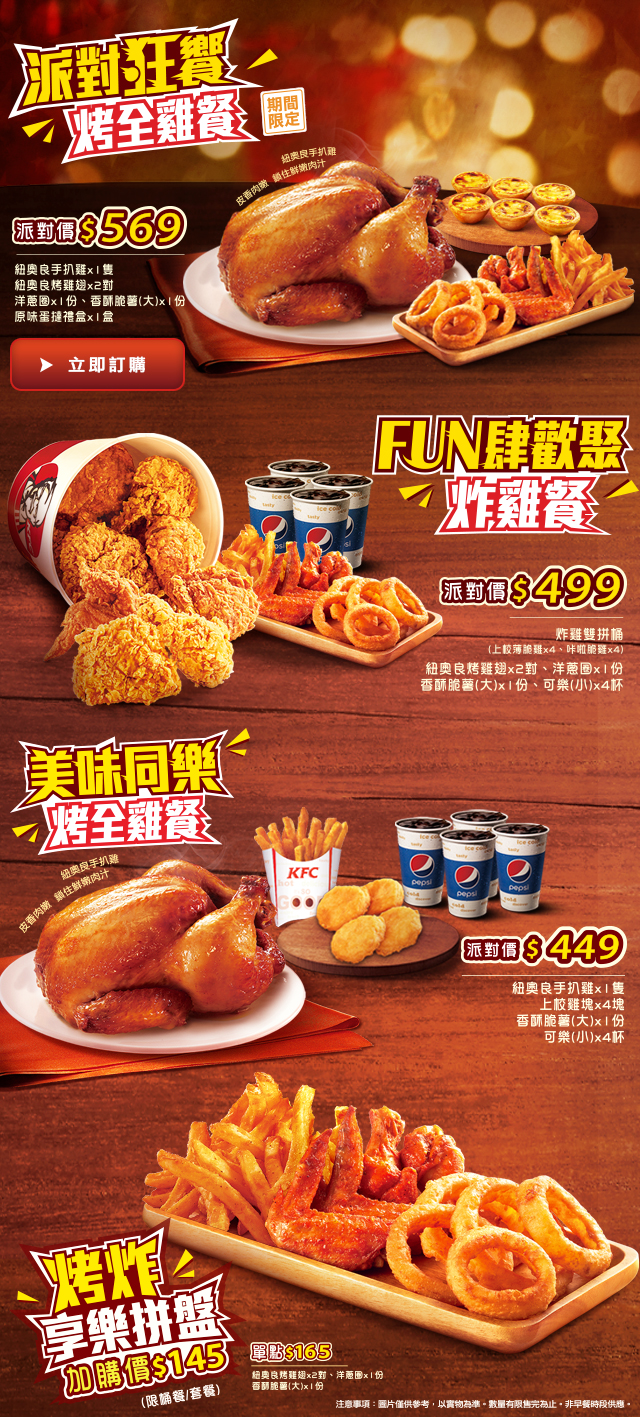 派對狂饗
烤全雞餐
期間
限定
紐奧良手扒雞
皮香肉嫩 鎖住鮮嫩肉汁
派對價$569
紐奧良手扒雞x1隻
紐奧良烤雞翅x2對
洋蔥圈x1份、香酥脆薯(大)x1份
原味蛋撻禮盒x1盒
立即訂購
FUN肆歡聚
炸雞餐
派對價$499
炸雞雙拼桶
(上校薄脆雞x4、咔啦脆雞x4)
紐奧良烤雞翅x2對、洋蔥圈x1份
香酥脆薯(大)x1份、可樂(小)x4杯
美味同樂
烤全雞餐
紐奧良手扒雞
皮香肉嫩 鎖住鮮嫩肉汁
KFC
pepsi
pepsi
pepsi
派對價$449
紐奧良手扒雞x1隻
上校雞塊x4塊
香酥脆薯(大)x1份
可樂(小)x4杯
烤炸
享樂拼盤
加購價$145
(限桶餐/套餐)
單點$165
紐奧良烤雞翅x2對、洋蔥圈x1份
香酥脆薯(大)x1份
注意事項：圖片僅供參考，以實物為準。數量有限售完為止。非早餐時段供應。